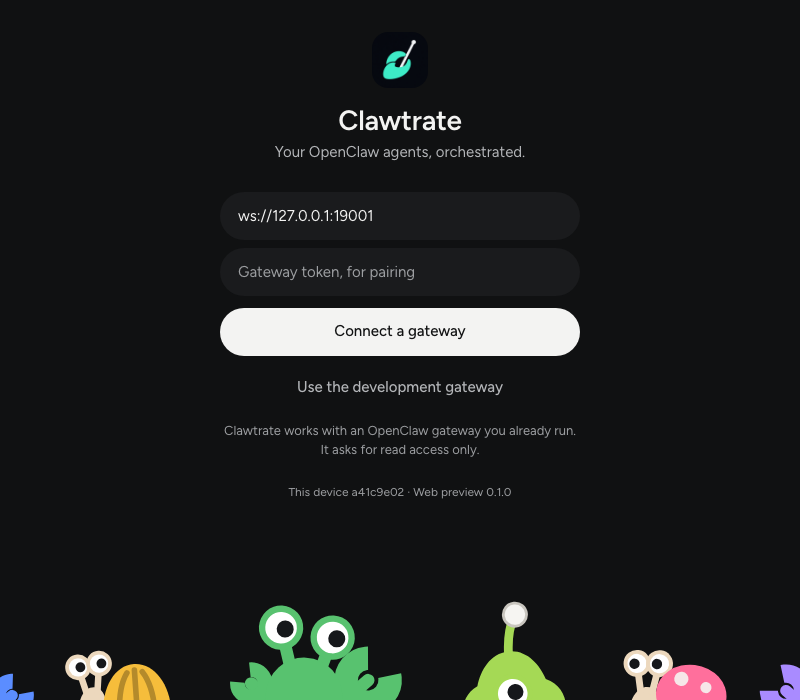 Clawtrate
Your OpenClaw agents, orchestrated.
ws://127.0.0.1:19001
Gateway token, for pairing
Connect a gateway
Use the development gateway
Clawtrate works with an OpenClaw gateway you already run.
It asks for read access only.
This device a41c9e02 · Web preview 0.1.0